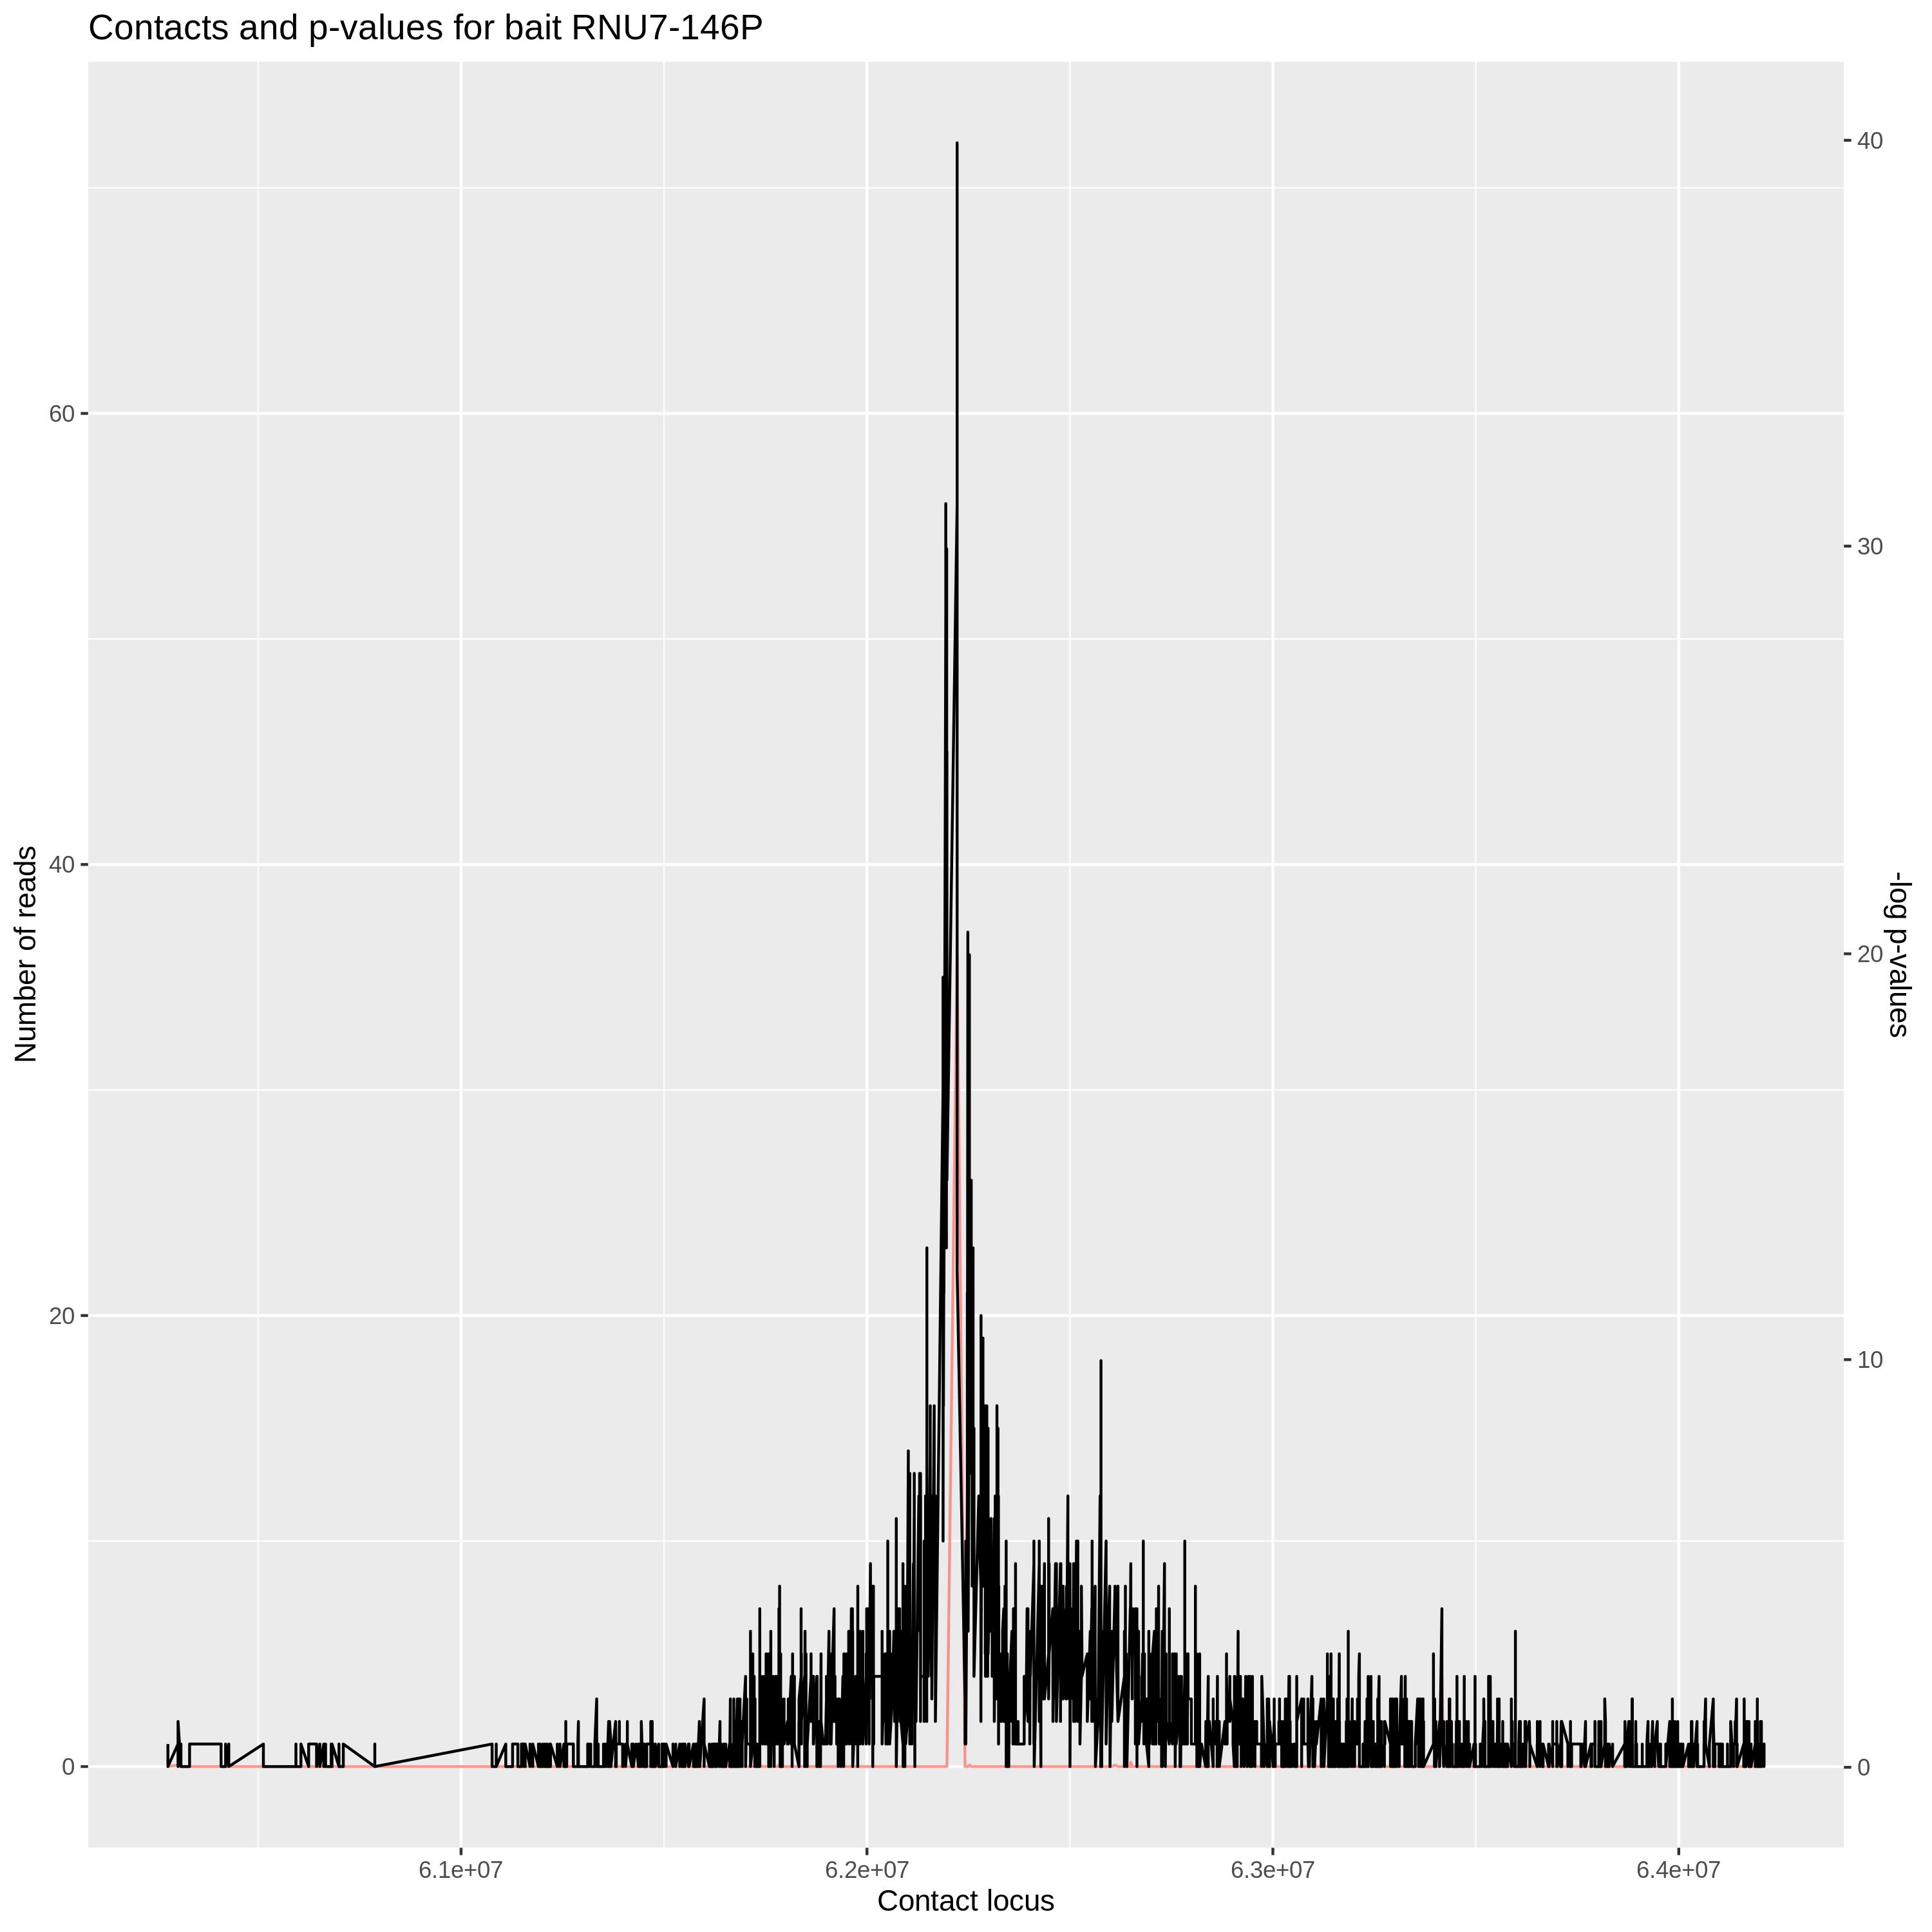 Contacts and p-values for bait RNU7-146P
60
40
20
0
Number of reads
40
30
20
10
0
-log p-values
6.1e+07
6.2e+07
6.3e+07
6.4e+07
Contact locus